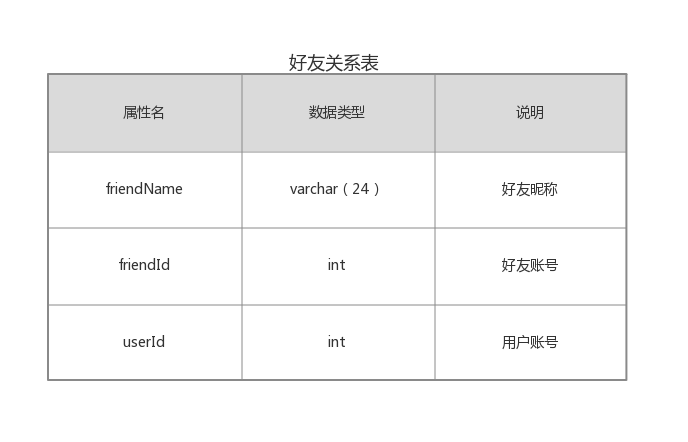 好友关系表
属性名 数据类型 说明
friendName varchar（24） 好友昵称
friendId int 好友账号
userId int 用户账号